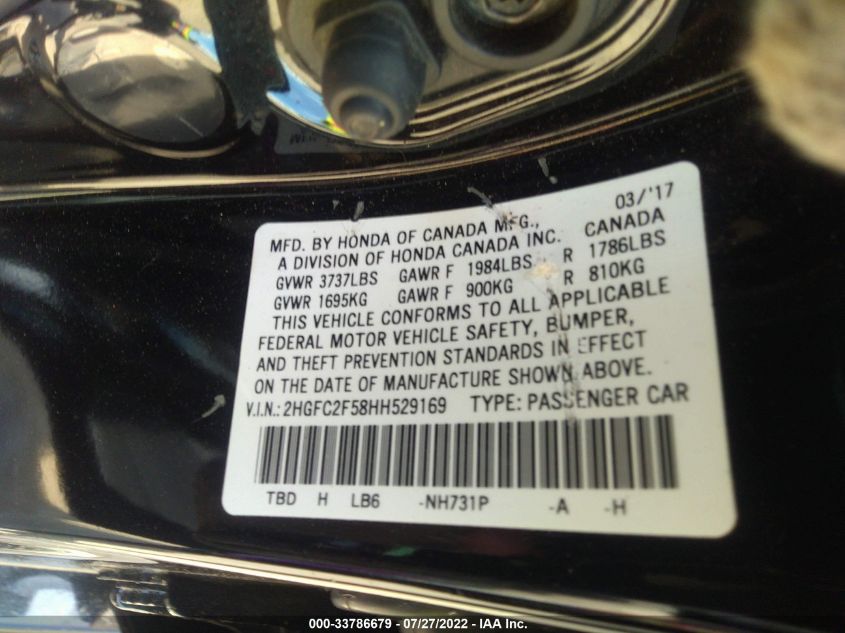 03/'17
MFD. BY HONDA OF CANADA MFG.,
A DIVISION OF HONDA CANADA INC. CANADA
GVWR 3737LBS GAWR F 1984LBS R 1786LBS
GVWR 1695KG GAWR F 900KG R 810KG
THIS VEHICLE CONFORMS TO ALL APPLICABLE
FEDERAL MOTOR VEHICLE SAFETY, BUMPER,
AND THEFT PREVENTION STANDARDS IN EFFECT
ON THE DATE OF MANUFACTURE SHOWN ABOVE.
V.I.N.: 2HGFC2F58HH529169 TYPE: PASSENGER CAR
TBD H LB6 -NH731P -A -H
000-33786679 / 07/27/2022 - IAA Inc.